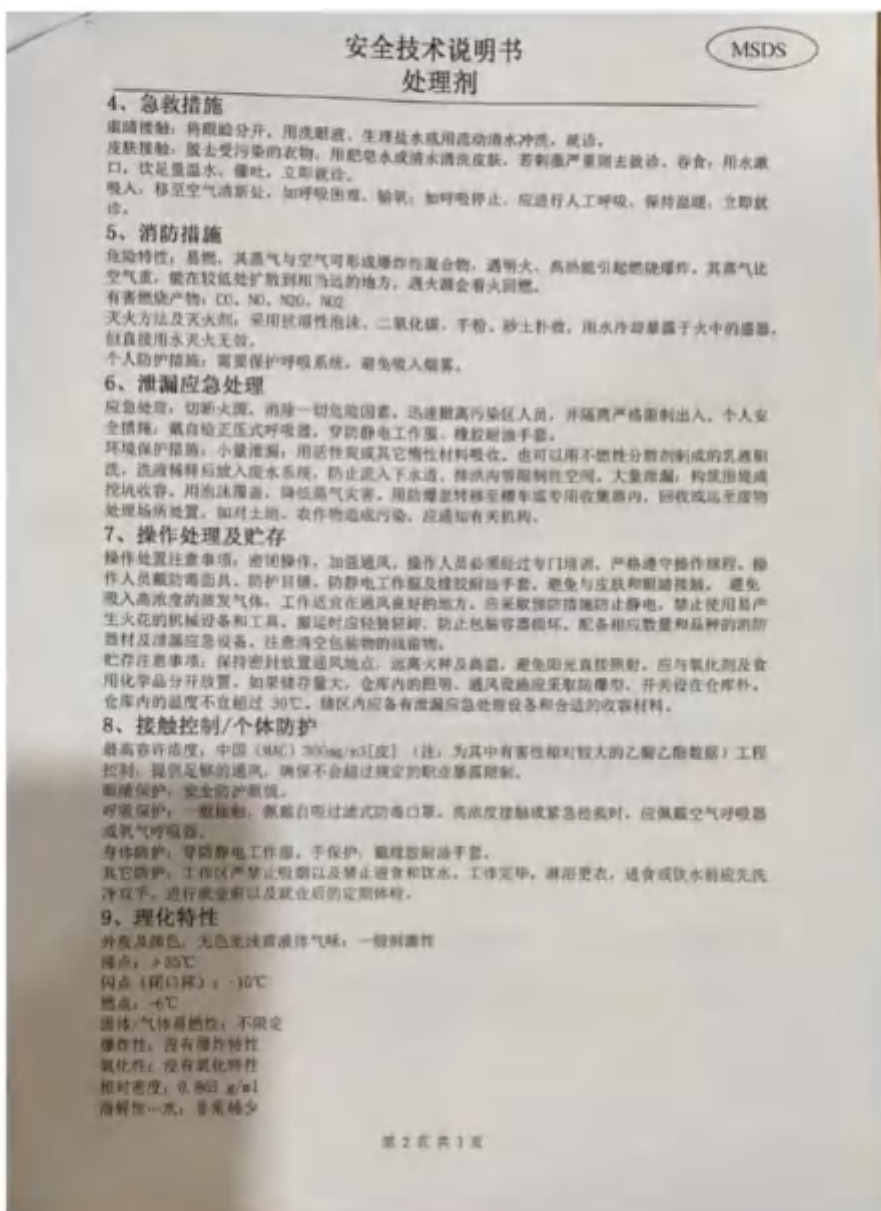 安全技术说明书
MSDS
处理剂
4、急救措施
眼睛接触：将眼睑分开，用洗眼液、生理盐水或用流动清水冲洗，就诊。
皮肤接触：脱去受污染的衣物，用肥皂水或清水清洗皮肤，若刺激严重则去就诊。吞食：用水漱
口，饮足量温水，催吐，立即就诊。
吸入：移至空气清新处，如呼吸困难，输氧；如呼吸停止，应进行人工呼吸，保持温暖，立即就
诊。
5、消防措施
危险特性：易燃，其蒸气与空气可形成爆炸性混合物，遇明火、高热能引起燃烧爆炸。其蒸气比
空气重，能在较低处扩散到相当远的地方，遇火源会着火回燃。
有害燃烧产物：CO、NO、N2O、NO2
灭火方法及灭火剂：采用抗溶性泡沫、二氧化碳、干粉、砂土扑救，用水冷却暴露于火中的盛器，
但直接用水灭火无效。
个人防护措施：需要保护呼吸系统，避免吸入烟雾。
6、泄漏应急处理
应急处理：切断火源，消除一切危险因素，迅速撤离污染区人员，并隔离严格限制出入。个人安
全措施：戴自给正压式呼吸器，穿防静电工作服、橡胶耐油手套。
环境保护措施：小量泄漏：用活性炭或其它惰性材料吸收。也可以用不燃性分散剂制成的乳液刷
洗，洗液稀释后放入废水系统，防止流入下水道、排洪沟等限制性空间。大量泄漏：构筑围堤或
挖坑收容。用泡沫覆盖，降低蒸气灾害。用防爆泵转移至槽车或专用收集器内，回收或运至废物
处理场所处置。如对土地、农作物造成污染，应通知有关机构。
7、操作处理及贮存
操作处置注意事项：密闭操作，加强通风。操作人员必须经过专门培训，严格遵守操作规程。操
作人员戴防毒面具、防护目镜、防静电工作服及橡胶耐油手套。避免与皮肤和眼睛接触。 避免
吸入高浓度的蒸发气体，工作适宜在通风良好的地方。应采取预防措施防止静电，禁止使用易产
生火花的机械设备和工具。搬运时应轻装轻卸，防止包装容器损坏。配备相应数量和品种的消防
器材及泄漏应急设备。注意清空包装物的残留物。
贮存注意事项：保持密封放置通风地点，远离火种及高温，避免阳光直接照射。应与氧化剂及食
用化学品分开放置。如果储存量大，仓库内的照明、通风设施应采取防爆型，开关设在仓库外。
仓库内的温度不宜超过 30℃。储区内应备有泄漏应急处理设备和合适的收容材料。
8、接触控制/个体防护
最高容许浓度：中国（MAC）300mg/m3[皮]（注：为其中有害性相对较大的乙酸乙酯数据）工程
控制：提供足够的通风，确保不会超过规定的职业暴露限制。
眼睛保护：安全防护眼镜。
呼吸保护：一般接触，佩戴自吸过滤式防毒口罩。高浓度接触或紧急抢救时，应佩戴空气呼吸器
或氧气呼吸器。
身体防护：穿防静电工作服。手保护：戴橡胶耐油手套。
其它防护：工作区严禁止吸烟以及禁止进食和饮水。工作完毕，淋浴更衣，进食或饮水前应先洗
净双手，进行就业前以及就业后的定期体检。
9、理化特性
外观及颜色：无色至浅黄液体气味：一般刺激性
沸点：＞35℃
闪点（闭口杯）：-10℃
燃点：-6℃
固体/气体易燃性：不限定
爆炸性：没有爆炸特性
氧化性：没有氧化特性
相对密度：0.865 g/ml
溶解性…水：非常稀少
第 2 页 共 3 页